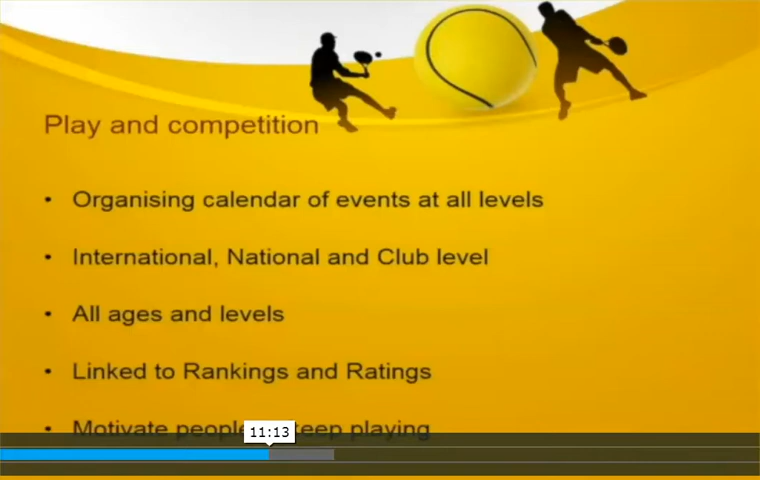 Play and competition
• Organising calendar of events at all levels
• International, National and Club level
• All ages and levels
• Linked to Rankings and Ratings
• Motivate people keep playing
11:13